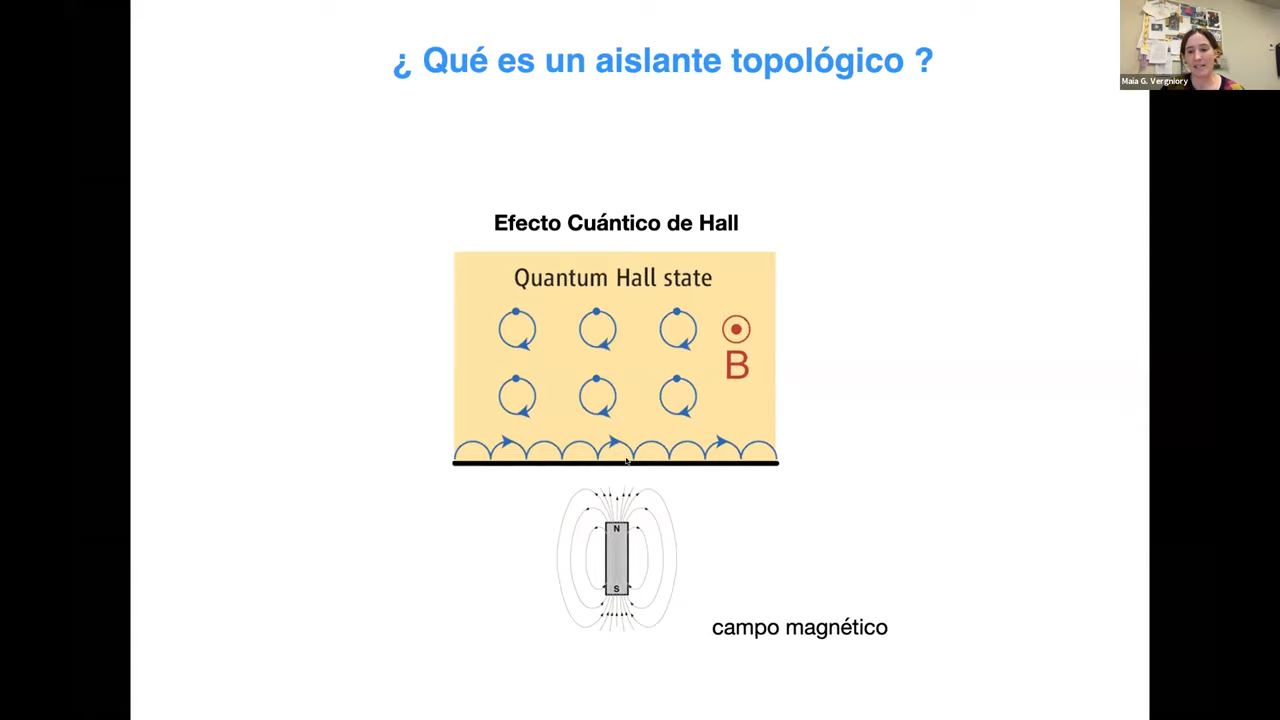 ¿ Qué es un aislante topológico ?
Maia G. Vergniory
Efecto Cuántico de Hall
Quantum Hall state
B
N
S
campo magnético